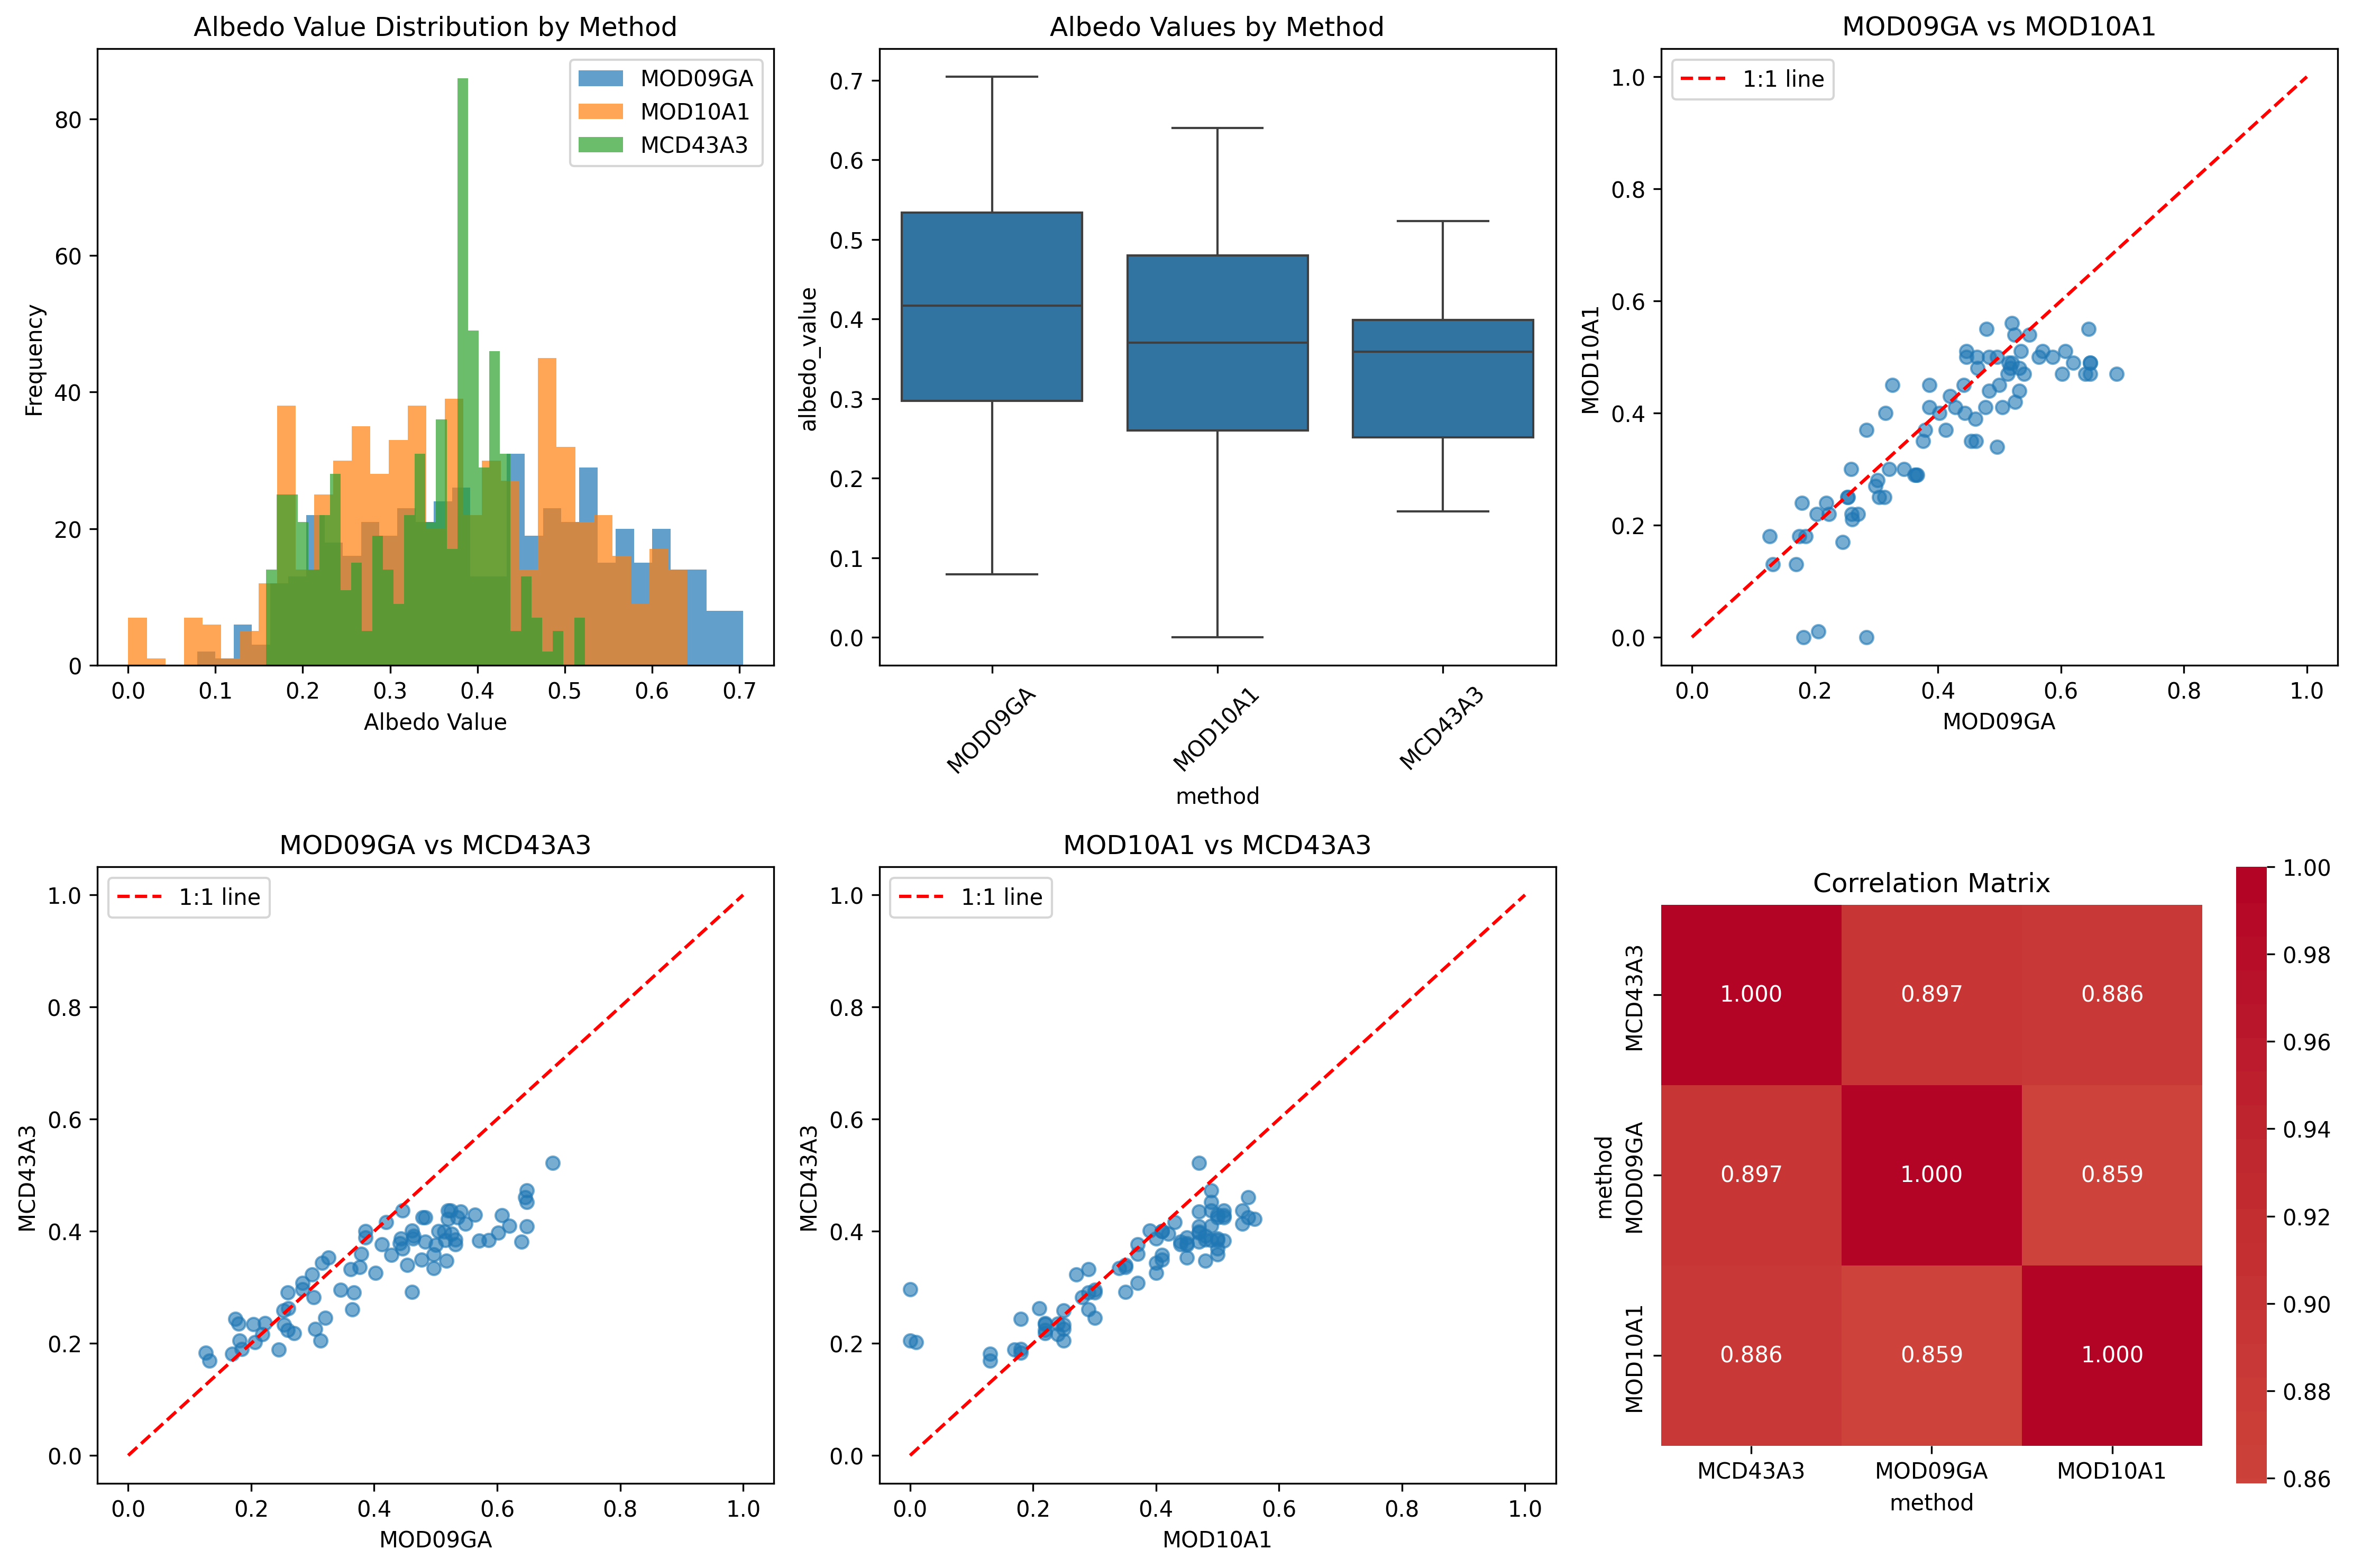 Albedo Value Distribution by Method
Frequency
80
60
40
20
0
MOD09GA
MOD10A1
MCD43A3
0.0 0.1 0.2 0.3 0.4 0.5 0.6 0.7
Albedo Value
Albedo Values by Method
albedo_value
0.7
0.6
0.5
0.4
0.3
0.2
0.1
0.0
MOD09GA MOD10A1 MCD43A3
method
MOD09GA vs MOD10A1
MOD10A1
1.0
0.8
0.6
0.4
0.2
0.0
1:1 line
0.0 0.2 0.4 0.6 0.8 1.0
MOD09GA
MOD09GA vs MCD43A3
MCD43A3
1.0
0.8
0.6
0.4
0.2
0.0
1:1 line
0.0 0.2 0.4 0.6 0.8 1.0
MOD09GA
MOD10A1 vs MCD43A3
MCD43A3
1.0
0.8
0.6
0.4
0.2
0.0
1:1 line
0.0 0.2 0.4 0.6 0.8 1.0
MOD10A1
Correlation Matrix
method
MCD43A3
MOD09GA
MOD10A1
1.000 0.897 0.886
0.897 1.000 0.859
0.886 0.859 1.000
MCD43A3 MOD09GA MOD10A1
method
1.00
0.98
0.96
0.94
0.92
0.90
0.88
0.86